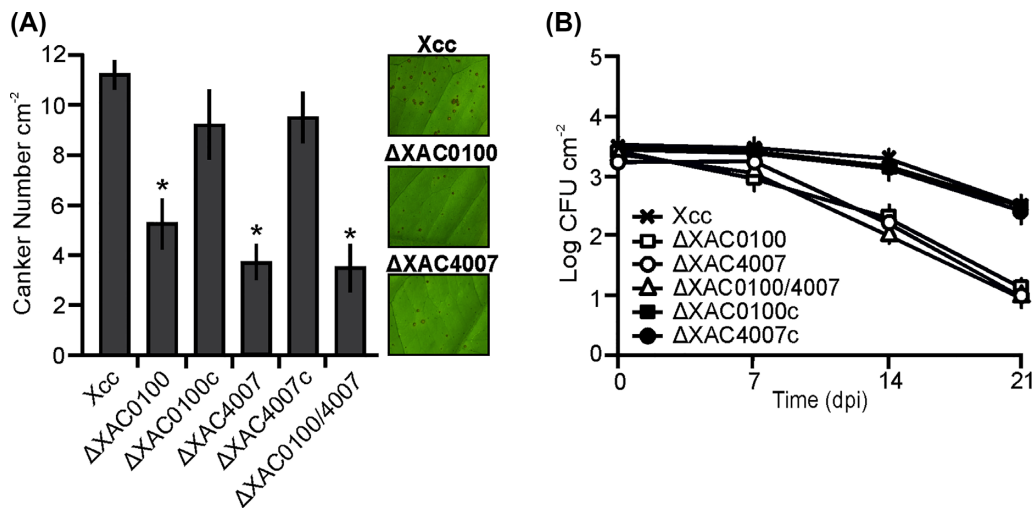 (A)
Canker Number cm-2
12
10
8
6
4
2
0
*
*
*
Xcc
ΔXAC0100
ΔXAC0100c
ΔXAC4007
ΔXAC4007c
ΔXAC0100/4007
Xcc
ΔXAC0100
ΔXAC4007
(B)
Log CFU cm-2
5
4
3
2
1
0
Xcc
ΔXAC0100
ΔXAC4007
ΔXAC0100/4007
ΔXAC0100c
ΔXAC4007c
0 7 14 21
Time (dpi)